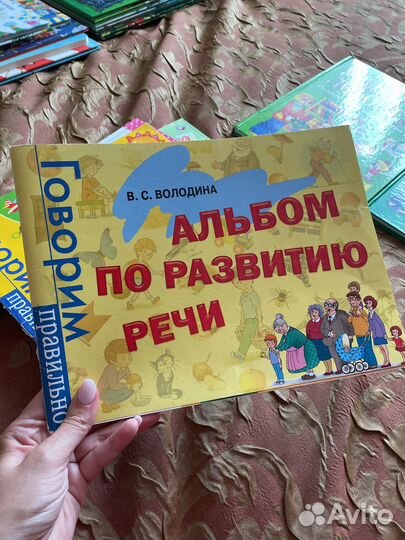 Говорим
правильно
В. С. ВОЛОДИНА
АЛЬБОМ
ПО РАЗВИТИЮ
РЕЧИ
Avito